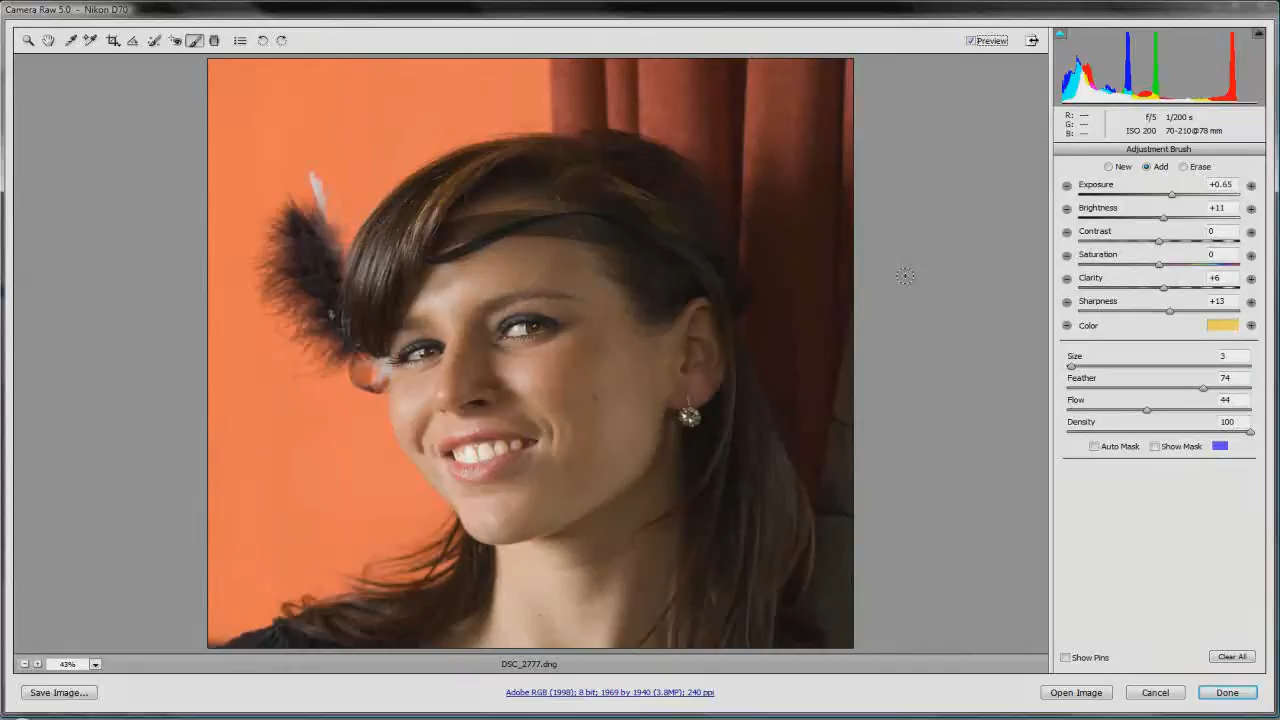 Camera Raw 5.0 - Nikon D70
Preview
R: ---
G: ---
B: ---
f/5 1/200 s
ISO 200 70-210@78 mm
Adjustment Brush
New Add Erase
Exposure +0.65
Brightness +11
Contrast 0
Saturation 0
Clarity +6
Sharpness +13
Color
Size 3
Feather 74
Flow 44
Density 100
Auto Mask Show Mask
Show Pins Clear All
43% DSC_2777.dng
Save Image... Adobe RGB (1998); 8 bit; 1969 by 1940 (3.8MP); 240 ppi Open Image Cancel Done